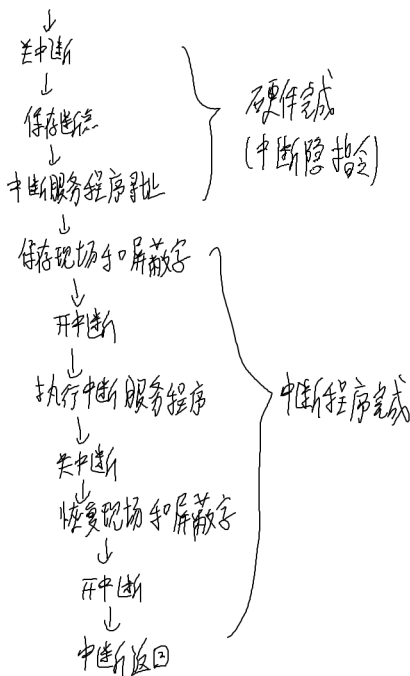 关中断
保存断点
中断服务程序寻址
硬件完成
(中断隐指令)
保存现场和屏蔽字
开中断
执行中断服务程序
关中断
恢复现场和屏蔽字
开中断
中断返回
中断程序完成